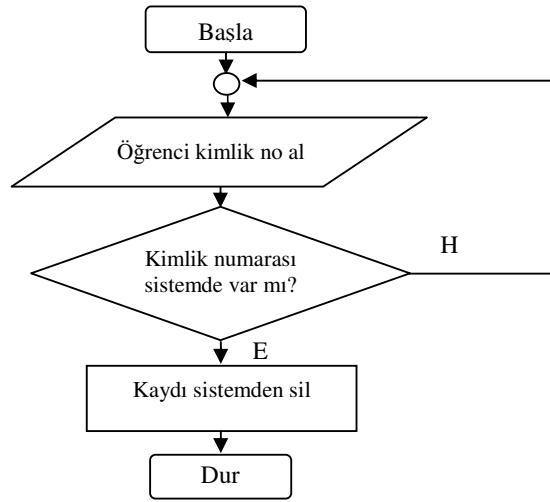 Başla
Öğrenci kimlik no al
Kimlik numarası
sistemde var mı?
H
E
Kaydı sistemden sil
Dur